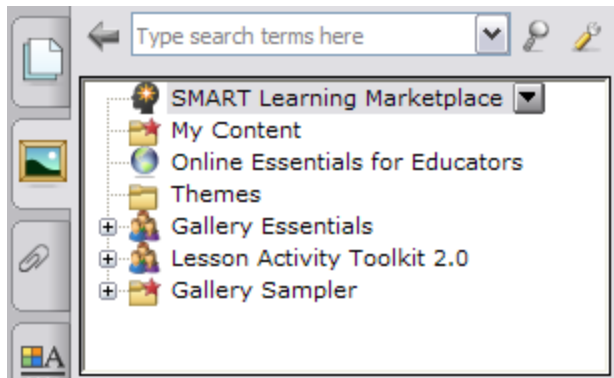 Type search terms here
SMART Learning Marketplace
My Content
Online Essentials for Educators
Themes
Gallery Essentials
Lesson Activity Toolkit 2.0
Gallery Sampler
A